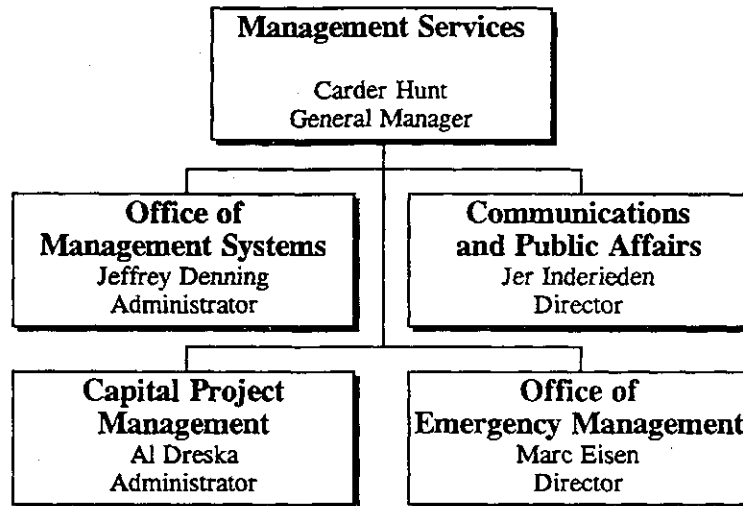 Management Services
Carder Hunt
General Manager
Office of
Management Systems
Jeffrey Denning
Administrator
Communications
and Public Affairs
Jer Inderieden
Director
Capital Project
Management
Al Dreska
Administrator
Office of
Emergency Management
Marc Eisen
Director